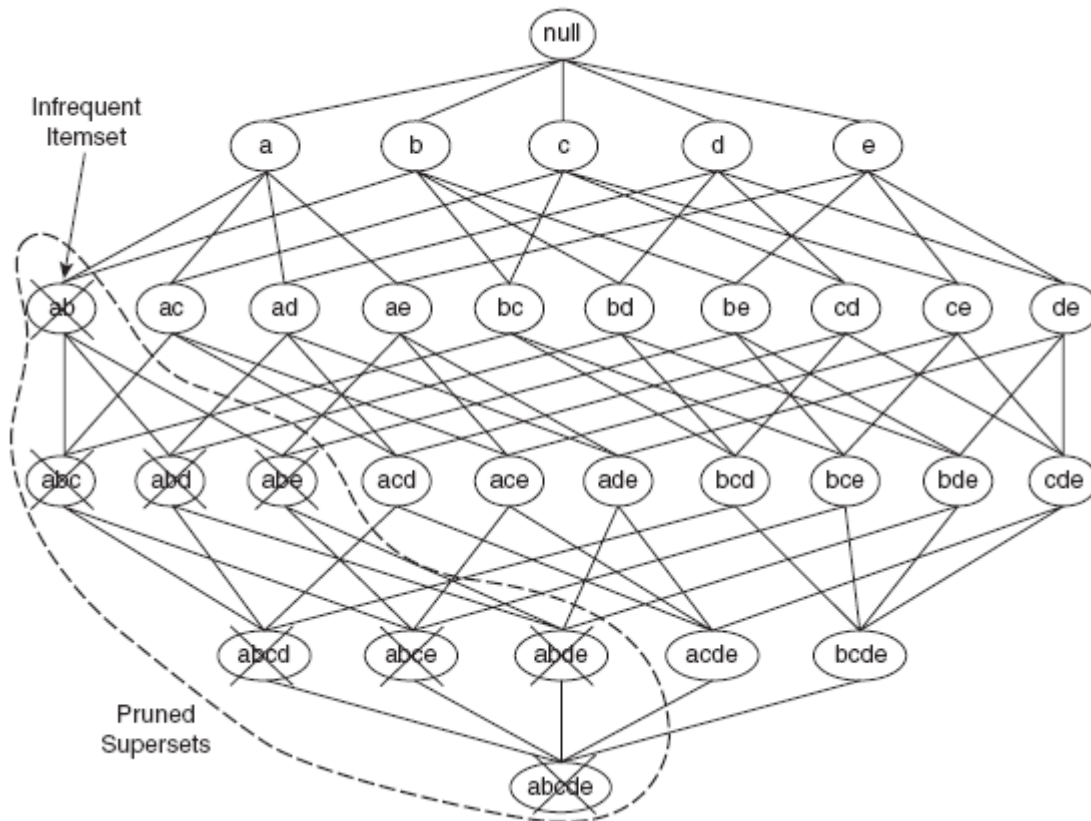 null
Infrequent
Itemset
a b c d e
ab ac ad ae bc bd be cd ce de
abc abd abe acd ace ade bcd bce bde cde
abcd abce abde acde bcde
Pruned
Supersets
abcde